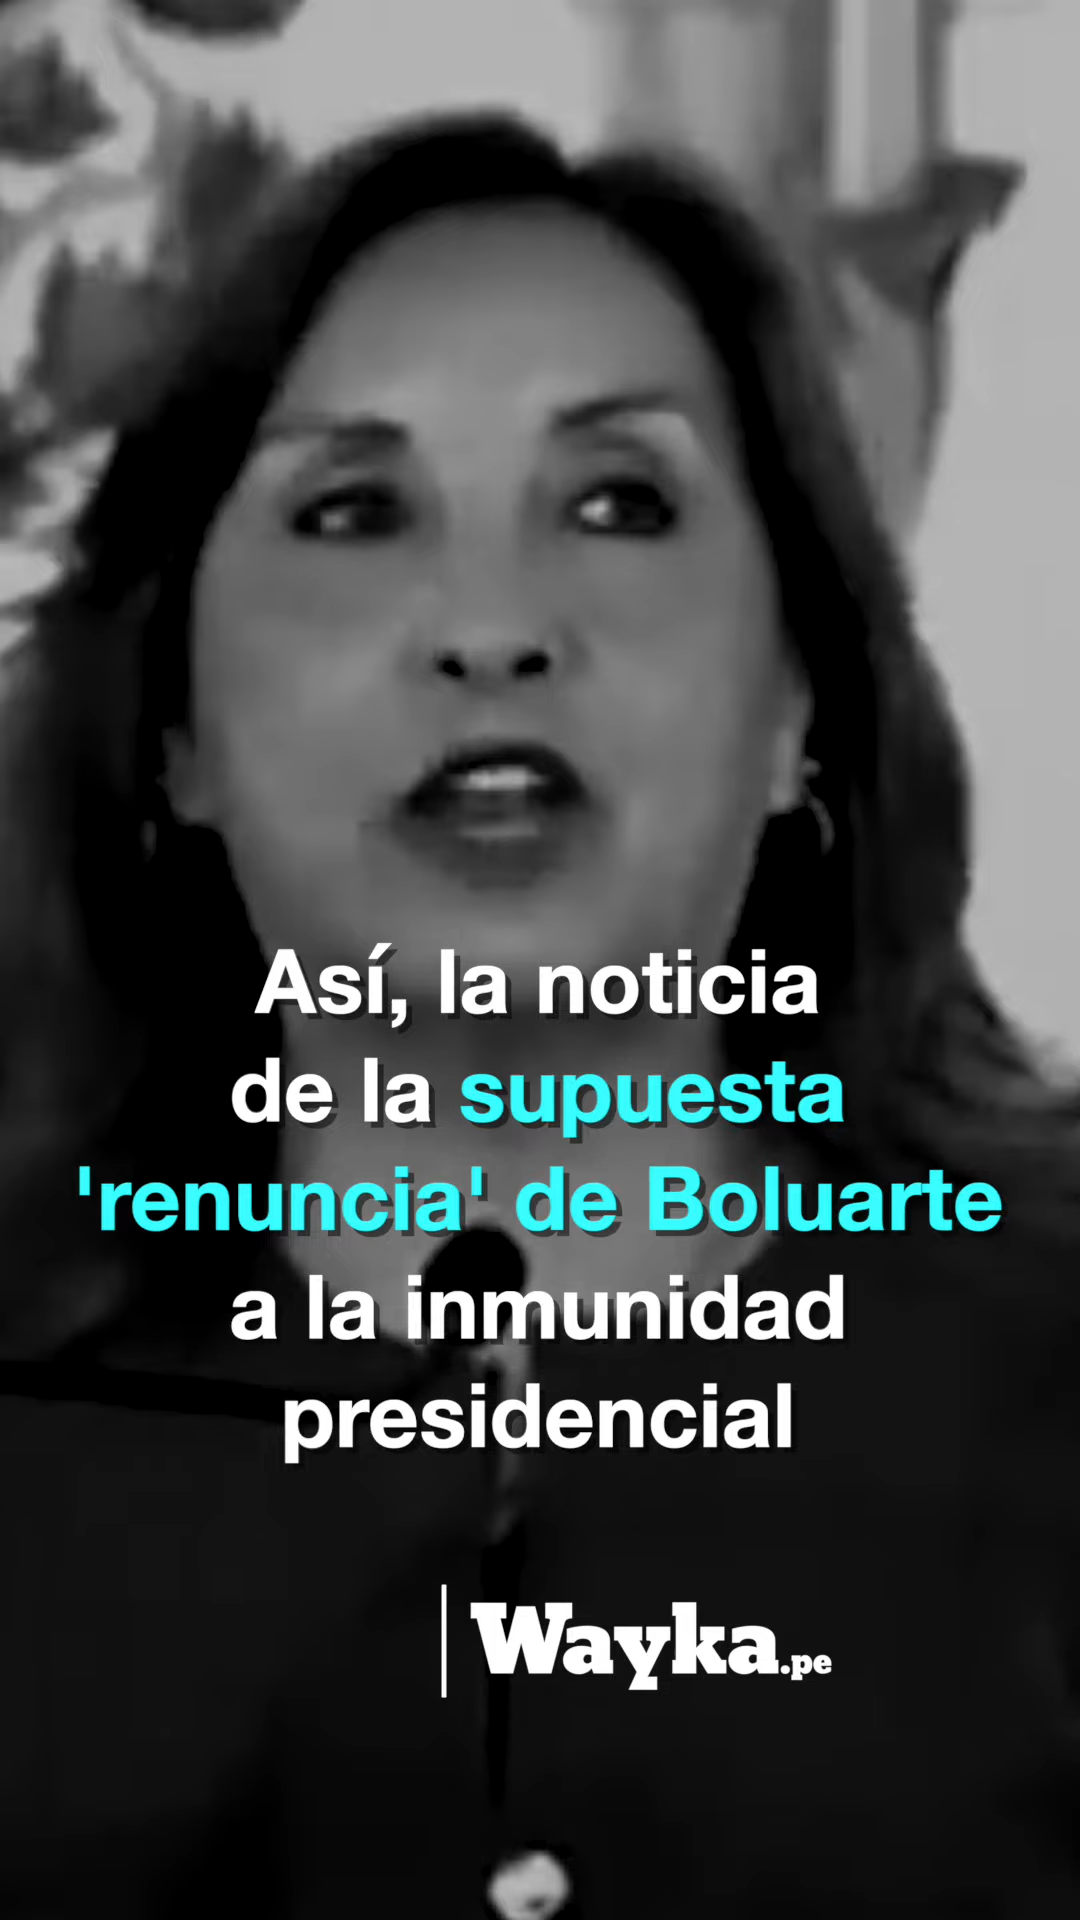 Así, la noticia
de la supuesta
'renuncia' de Boluarte
a la inmunidad
presidencial
Wayka.pe